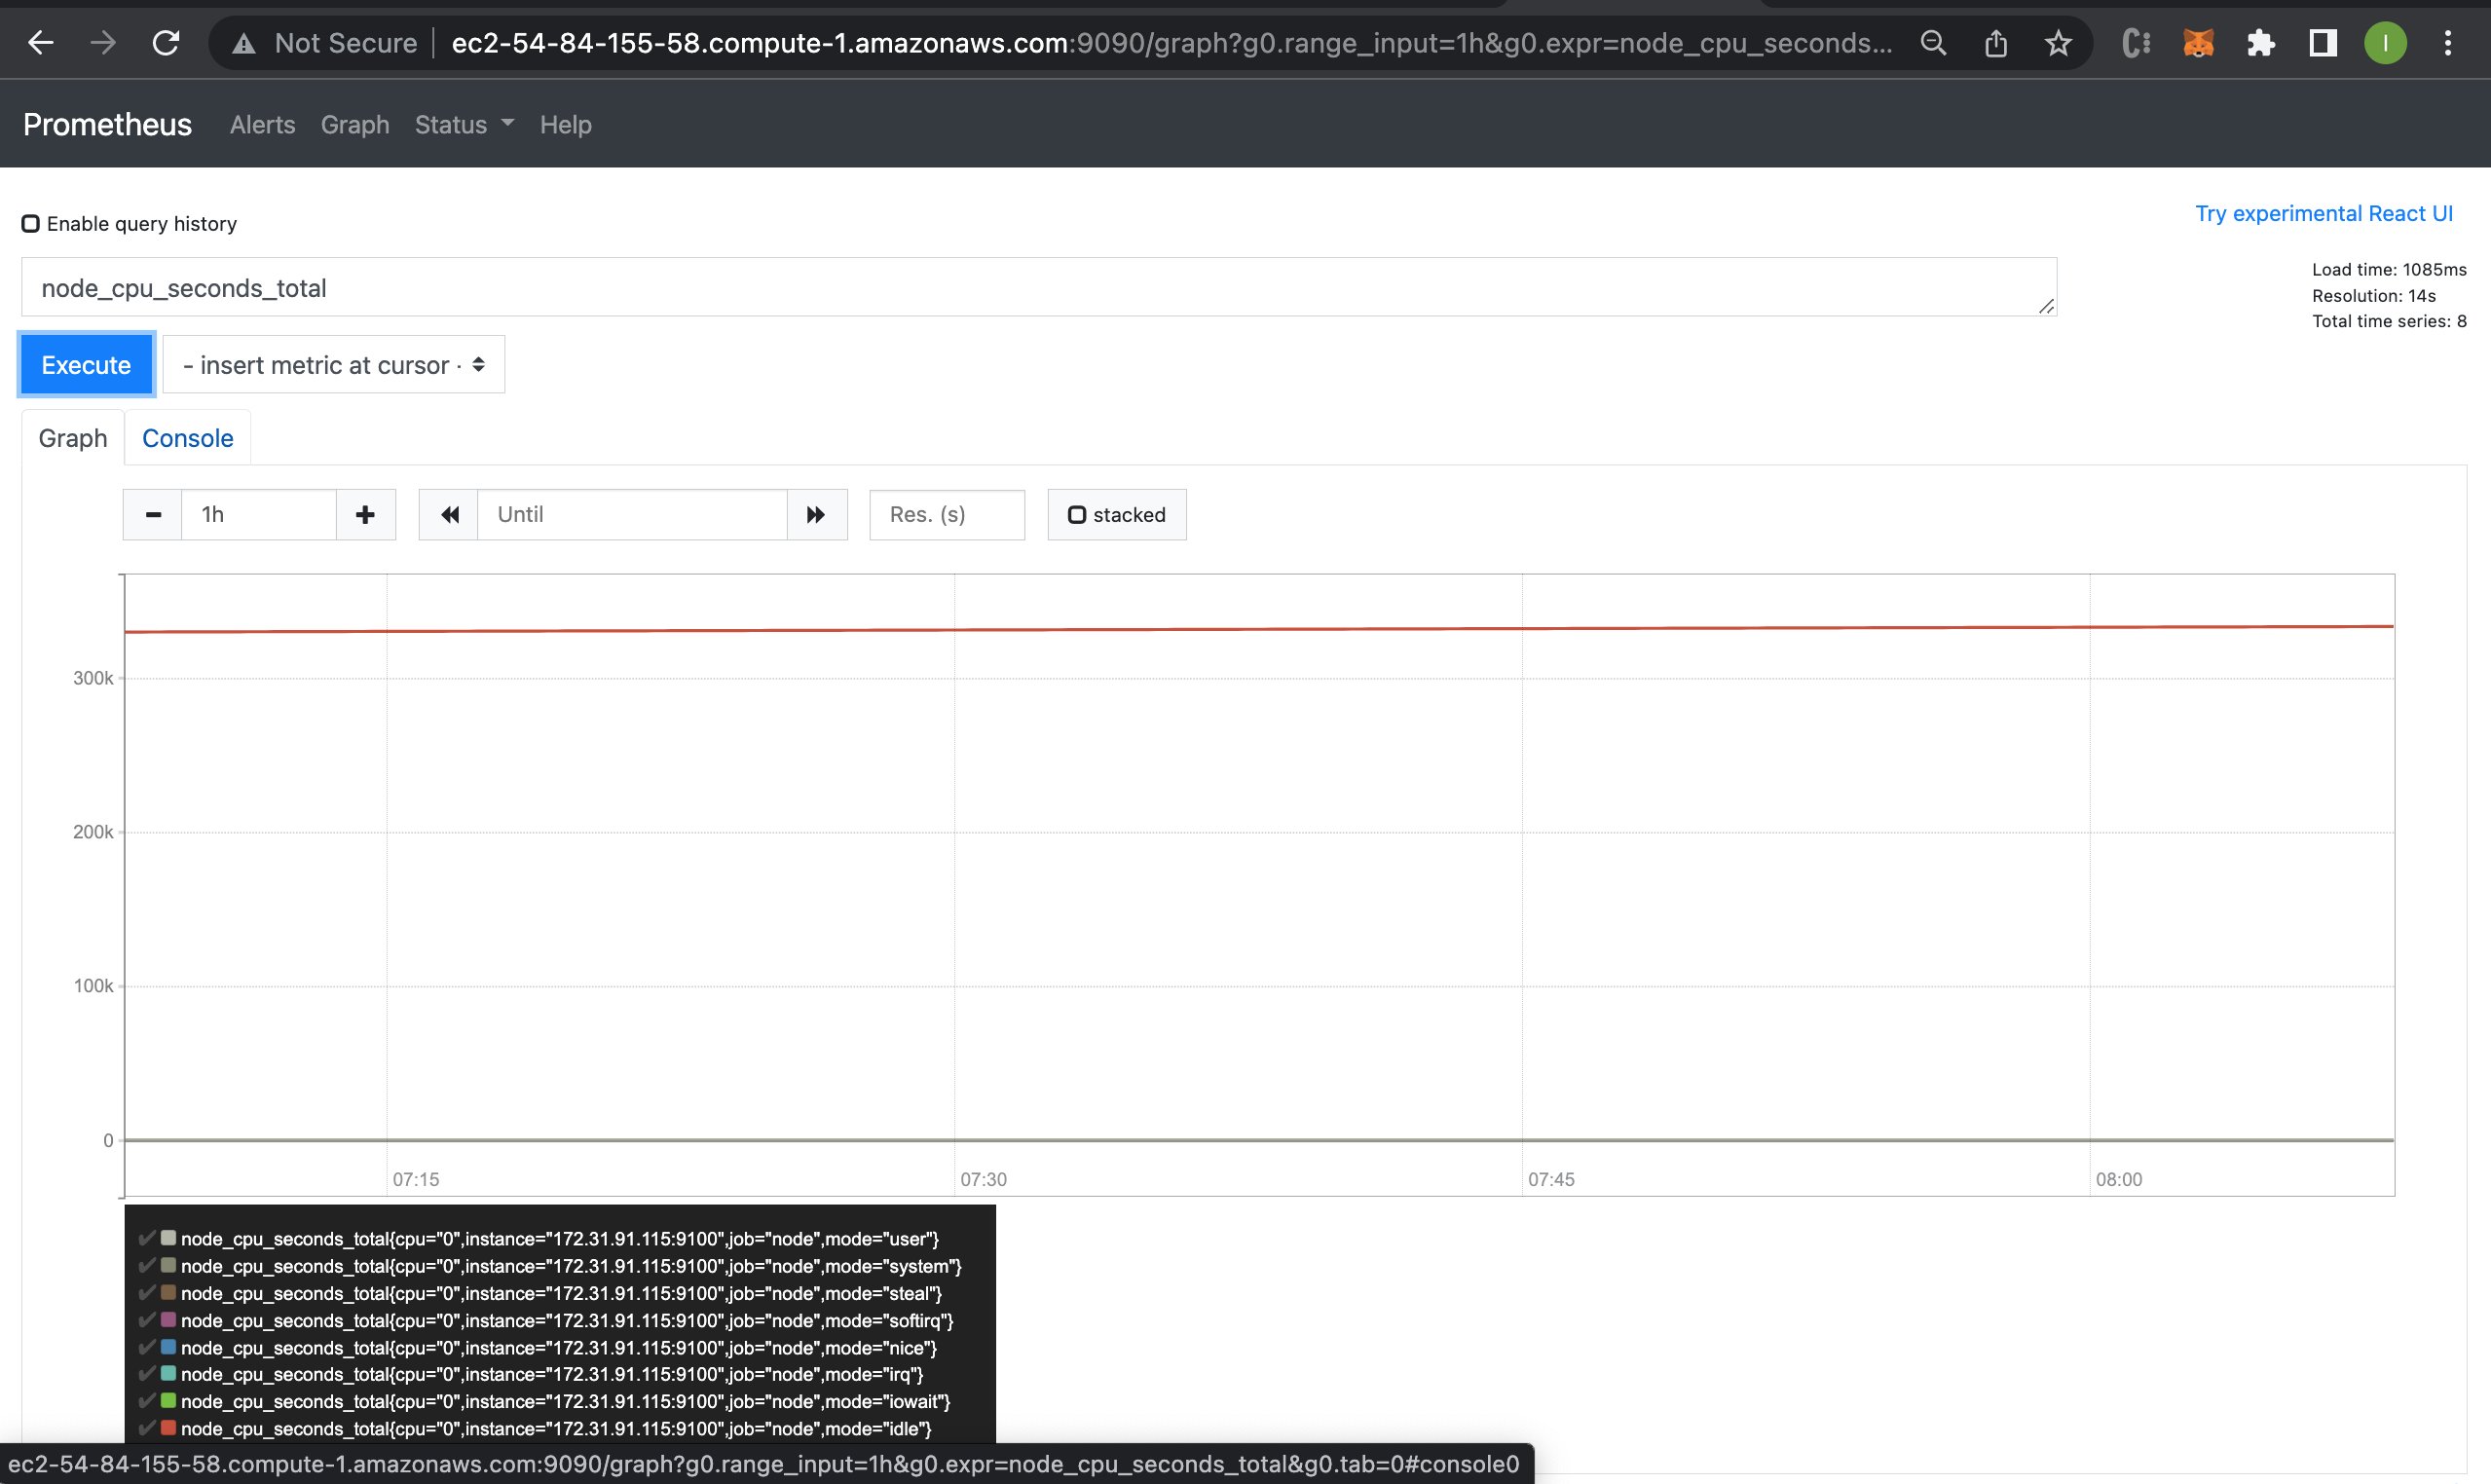 Not Secure ec2-54-84-155-58.compute-1.amazonaws.com:9090/graph?g0.range_input=1h&g0.expr=node_cpu_seconds... I
Prometheus Alerts Graph Status Help
Enable query history
Try experimental React UI
node_cpu_seconds_total
Load time: 1085ms
Resolution: 14s
Total time series: 8
Execute - insert metric at cursor -
Graph Console
1h Until Res. (s) stacked
300k
200k
100k
0
07:15 07:30 07:45 08:00
node_cpu_seconds_total{cpu="0",instance="172.31.91.115:9100",job="node",mode="user"}
node_cpu_seconds_total{cpu="0",instance="172.31.91.115:9100",job="node",mode="system"}
node_cpu_seconds_total{cpu="0",instance="172.31.91.115:9100",job="node",mode="steal"}
node_cpu_seconds_total{cpu="0",instance="172.31.91.115:9100",job="node",mode="softirq"}
node_cpu_seconds_total{cpu="0",instance="172.31.91.115:9100",job="node",mode="nice"}
node_cpu_seconds_total{cpu="0",instance="172.31.91.115:9100",job="node",mode="irq"}
node_cpu_seconds_total{cpu="0",instance="172.31.91.115:9100",job="node",mode="iowait"}
node_cpu_seconds_total{cpu="0",instance="172.31.91.115:9100",job="node",mode="idle"}
ec2-54-84-155-58.compute-1.amazonaws.com:9090/graph?g0.range_input=1h&g0.expr=node_cpu_seconds_total&g0.tab=0#console0